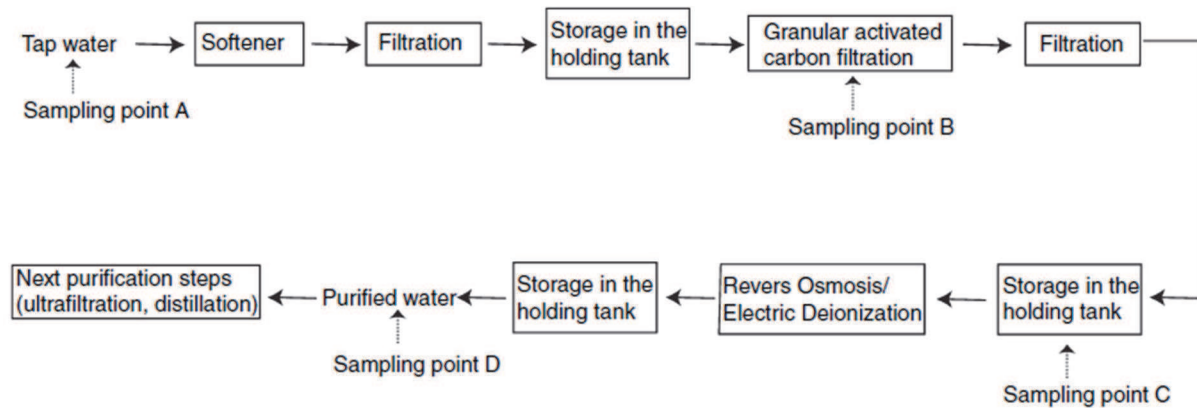 Tap water
Softener
Filtration
Storage in the
holding tank
Granular activated
carbon filtration
Filtration
Sampling point A
Sampling point B
Next purification steps
(ultrafiltration, distillation)
Purified water
Storage in the
holding tank
Revers Osmosis/
Electric Deionization
Storage in the
holding tank
Sampling point D
Sampling point C